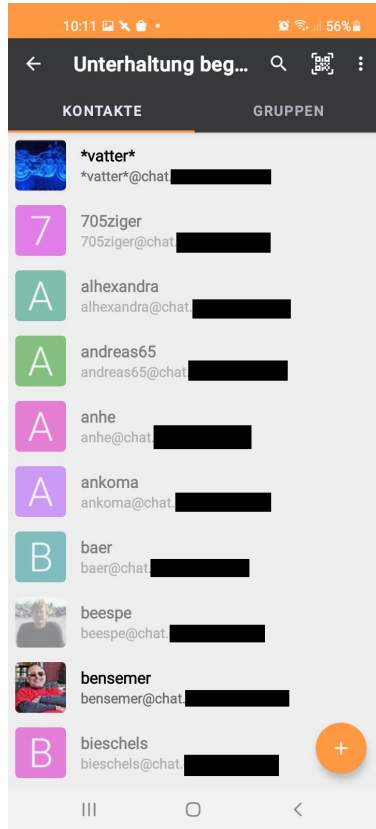 10:11
56%
Unterhaltung beg...
KONTAKTE
GRUPPEN
*vatter*
*vatter*@chat.
7
705ziger
705ziger@chat.
A
alhexandra
alhexandra@chat.
A
andreas65
andreas65@chat.
A
anhe
anhe@chat.
A
ankoma
ankoma@chat.
B
baer
baer@chat.
beespe
beespe@chat.
bensemer
bensemer@chat.
B
bieschels
bieschels@chat.
+